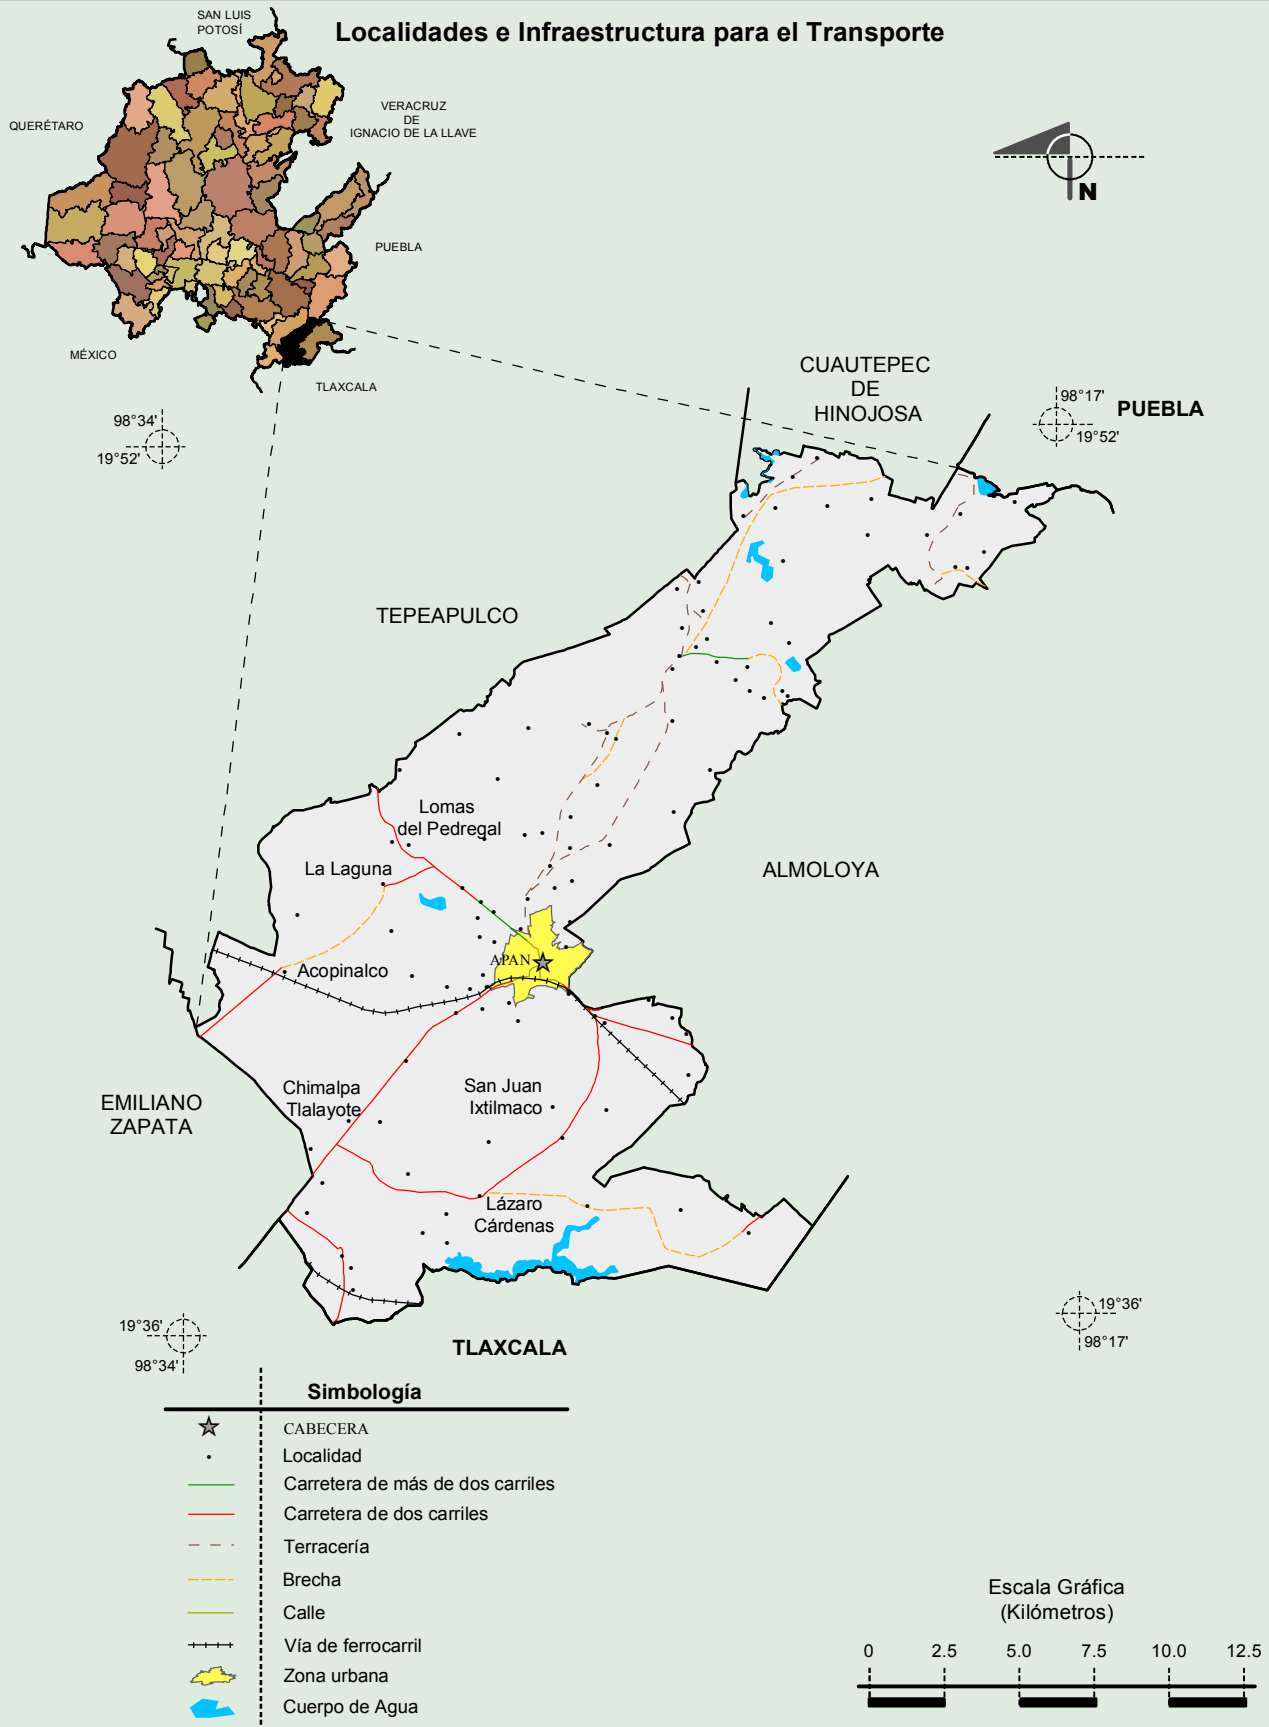 Localidades e Infraestructura para el Transporte
SAN LUIS
POTOSÍ
QUERÉTARO
VERACRUZ
DE
IGNACIO DE LA LLAVE
PUEBLA
MÉXICO
TLAXCALA
N
CUAUTEPEC
DE
HINOJOSA
98°17'
19°52'
PUEBLA
98°34'
19°52'
TEPEAPULCO
Lomas
del Pedregal
La Laguna
ALMOLOYA
APAN
Acopinalco
Chimalpa
Tlalayote
San Juan
Ixtilmaco
EMILIANO
ZAPATA
Lázaro
Cárdenas
19°36'
98°34'
19°36'
98°17'
TLAXCALA
Simbología
CABECERA
Localidad
Carretera de más de dos carriles
Carretera de dos carriles
Terracería
Brecha
Calle
Vía de ferrocarril
Zona urbana
Cuerpo de Agua
Escala Gráfica
(Kilómetros)
0 2.5 5.0 7.5 10.0 12.5